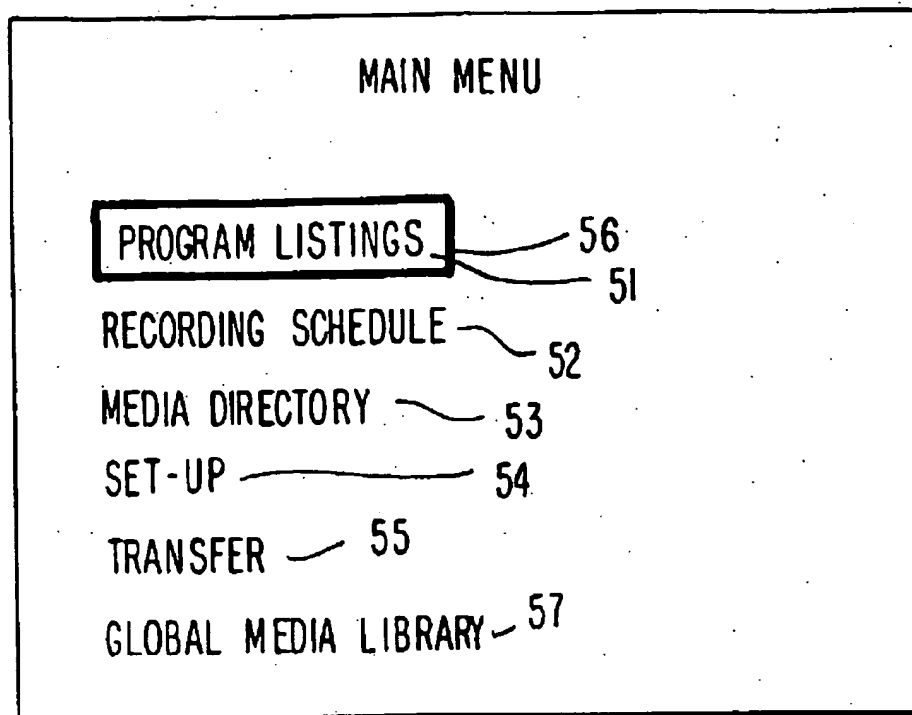 MAIN MENU
PROGRAM LISTINGS 56
51
RECORDING SCHEDULE 52
MEDIA DIRECTORY 53
SET-UP 54
TRANSFER 55
GLOBAL MEDIA LIBRARY 57